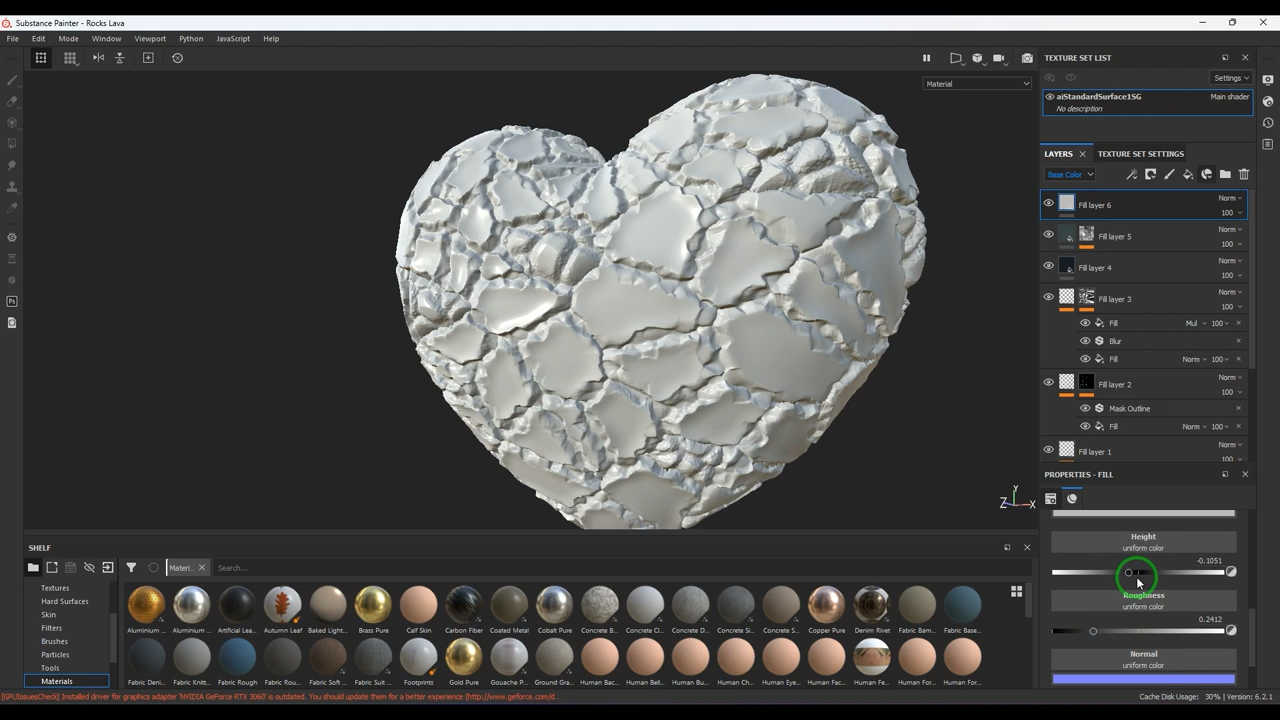 Substance Painter - Rocks Lava
File Edit Mode Window Viewport Python JavaScript Help
Material
TEXTURE SET LIST
Settings
aiStandardSurface1SG Main shader
No description
LAYERS TEXTURE SET SETTINGS
Base Color
Fill layer 6 Norm 100
Fill layer 5 Norm 100
Fill layer 4 Norm 100
Fill layer 3 Norm 100
Fill Mul 100
Blur
Fill Norm 100
Fill layer 2 Norm 100
Mask Outline
Fill Norm 100
Fill layer 1 Norm 100
PROPERTIES - FILL
Height
uniform color
-0.1051
Roughness
uniform color
0.2412
Normal
uniform color
Y
Z X
SHELF
Materi...
Search...
Textures
Hard Surfaces
Skin
Filters
Brushes
Particles
Tools
Materials
Aluminium ... Aluminium ... Artificial Lea... Autumn Leaf Baked Light... Brass Pure Calf Skin Carbon Fiber Coated Metal Cobalt Pure Concrete B... Concrete Cl... Concrete D... Concrete Si... Concrete S... Copper Pure Denim Rivet Fabric Bam... Fabric Base...
Fabric Deni... Fabric Knitt... Fabric Rou... Fabric Rough Fabric Soft ... Fabric Suit ... Footprints Gold Pure Gouache P... Ground Gra... Human Bac... Human Bel... Human Bu... Human Ch... Human Eye... Human Fac... Human Fe... Human For... Human For...
[GPUIssuesCheck] Installed driver for graphics adapter 'NVIDIA GeForce RTX 3060' is outdated. You should update them for a better experience (http://www.geforce.com/d...
Cache Disk Usage: 30% | Version: 6.2.1
Ps